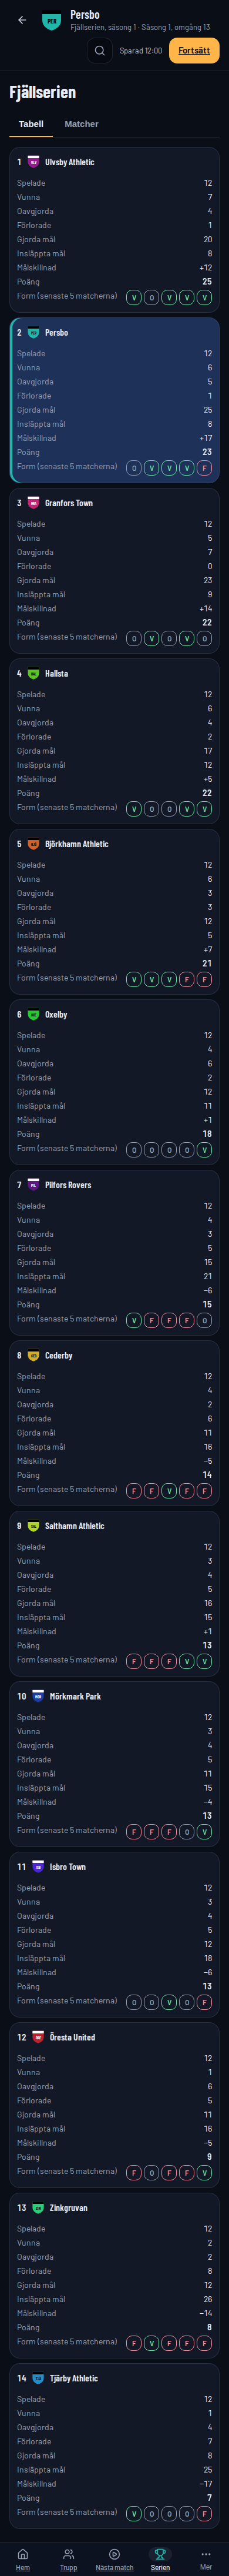 Persbo
Fjällserien, säsong 1 · Säsong 1, omgång 13
Sparad 12:00 Fortsätt
Fjällserien
Tabell Matcher
1 Ulvsby Athletic
Spelade 12
Vunna 7
Oavgjorda 4
Förlorade 1
Gjorda mål 20
Insläppta mål 8
Målskillnad +12
Poäng 25
Form (senaste 5 matcherna) V O V V V
2 Persbo
Spelade 12
Vunna 6
Oavgjorda 5
Förlorade 1
Gjorda mål 25
Insläppta mål 8
Målskillnad +17
Poäng 23
Form (senaste 5 matcherna) O V V V F
3 Granfors Town
Spelade 12
Vunna 5
Oavgjorda 7
Förlorade 0
Gjorda mål 23
Insläppta mål 9
Målskillnad +14
Poäng 22
Form (senaste 5 matcherna) O V O V O
4 Hallsta
Spelade 12
Vunna 6
Oavgjorda 4
Förlorade 2
Gjorda mål 17
Insläppta mål 12
Målskillnad +5
Poäng 22
Form (senaste 5 matcherna) V O O V V
5 Björkhamn Athletic
Spelade 12
Vunna 6
Oavgjorda 3
Förlorade 3
Gjorda mål 12
Insläppta mål 5
Målskillnad +7
Poäng 21
Form (senaste 5 matcherna) V V V F F
6 Oxelby
Spelade 12
Vunna 4
Oavgjorda 6
Förlorade 2
Gjorda mål 12
Insläppta mål 11
Målskillnad +1
Poäng 18
Form (senaste 5 matcherna) O O O O V
7 Pilfors Rovers
Spelade 12
Vunna 4
Oavgjorda 3
Förlorade 5
Gjorda mål 15
Insläppta mål 21
Målskillnad −6
Poäng 15
Form (senaste 5 matcherna) V F F F O
8 Cederby
Spelade 12
Vunna 4
Oavgjorda 2
Förlorade 6
Gjorda mål 11
Insläppta mål 16
Målskillnad −5
Poäng 14
Form (senaste 5 matcherna) F F V F F
9 Salthamn Athletic
Spelade 12
Vunna 3
Oavgjorda 4
Förlorade 5
Gjorda mål 16
Insläppta mål 15
Målskillnad +1
Poäng 13
Form (senaste 5 matcherna) F F F V V
10 Mörkmark Park
Spelade 12
Vunna 3
Oavgjorda 4
Förlorade 5
Gjorda mål 11
Insläppta mål 15
Målskillnad −4
Poäng 13
Form (senaste 5 matcherna) F F F O V
11 Isbro Town
Spelade 12
Vunna 3
Oavgjorda 4
Förlorade 5
Gjorda mål 12
Insläppta mål 18
Målskillnad −6
Poäng 13
Form (senaste 5 matcherna) O O V O F
12 Öresta United
Spelade 12
Vunna 1
Oavgjorda 6
Förlorade 5
Gjorda mål 11
Insläppta mål 16
Målskillnad −5
Poäng 9
Form (senaste 5 matcherna) F O F F V
13 Zinkgruvan
Spelade 12
Vunna 2
Oavgjorda 2
Förlorade 8
Gjorda mål 12
Insläppta mål 26
Målskillnad −14
Poäng 8
Form (senaste 5 matcherna) F V F F F
14 Tjärby Athletic
Spelade 12
Vunna 1
Oavgjorda 4
Förlorade 7
Gjorda mål 8
Insläppta mål 25
Målskillnad −17
Poäng 7
Form (senaste 5 matcherna) V O O O F
Hem Trupp Nästa match Serien Mer